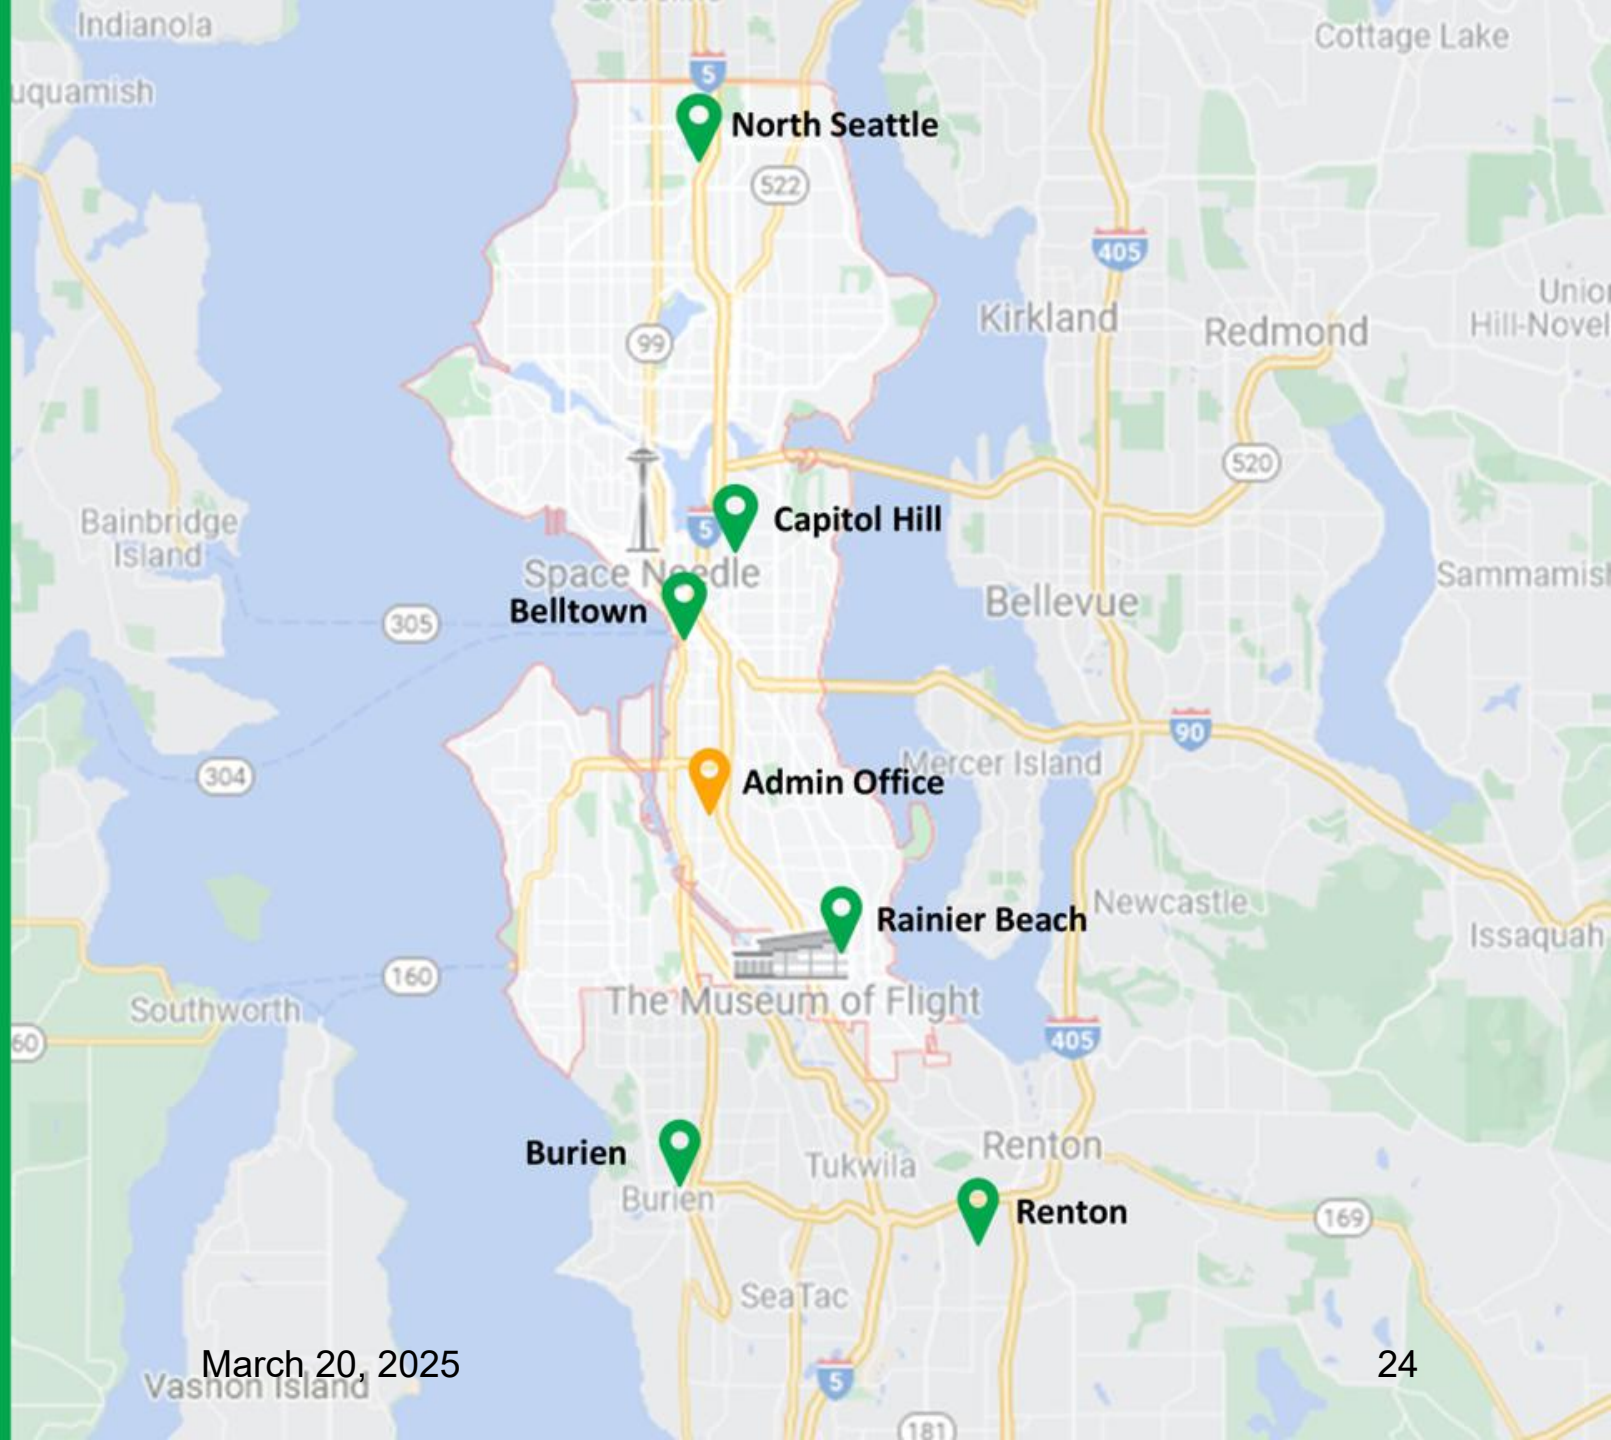 Indianola
Cottage Lake
uquamish
5
North Seattle
522
405
Union
Hill-Novel
Kirkland
Redmond
99
520
Bainbridge
Island
Capitol Hill
5
Space Needle
Sammamish
Belltown
Bellevue
305
90
304
Mercer Island
Admin Office
Newcastle
Rainier Beach
Issaquah
160
Southworth
The Museum of Flight
60
405
Burien
Renton
Tukwila
Burien
Renton
169
SeaTac
March 20, 2025
24
Vashon Island
5
181